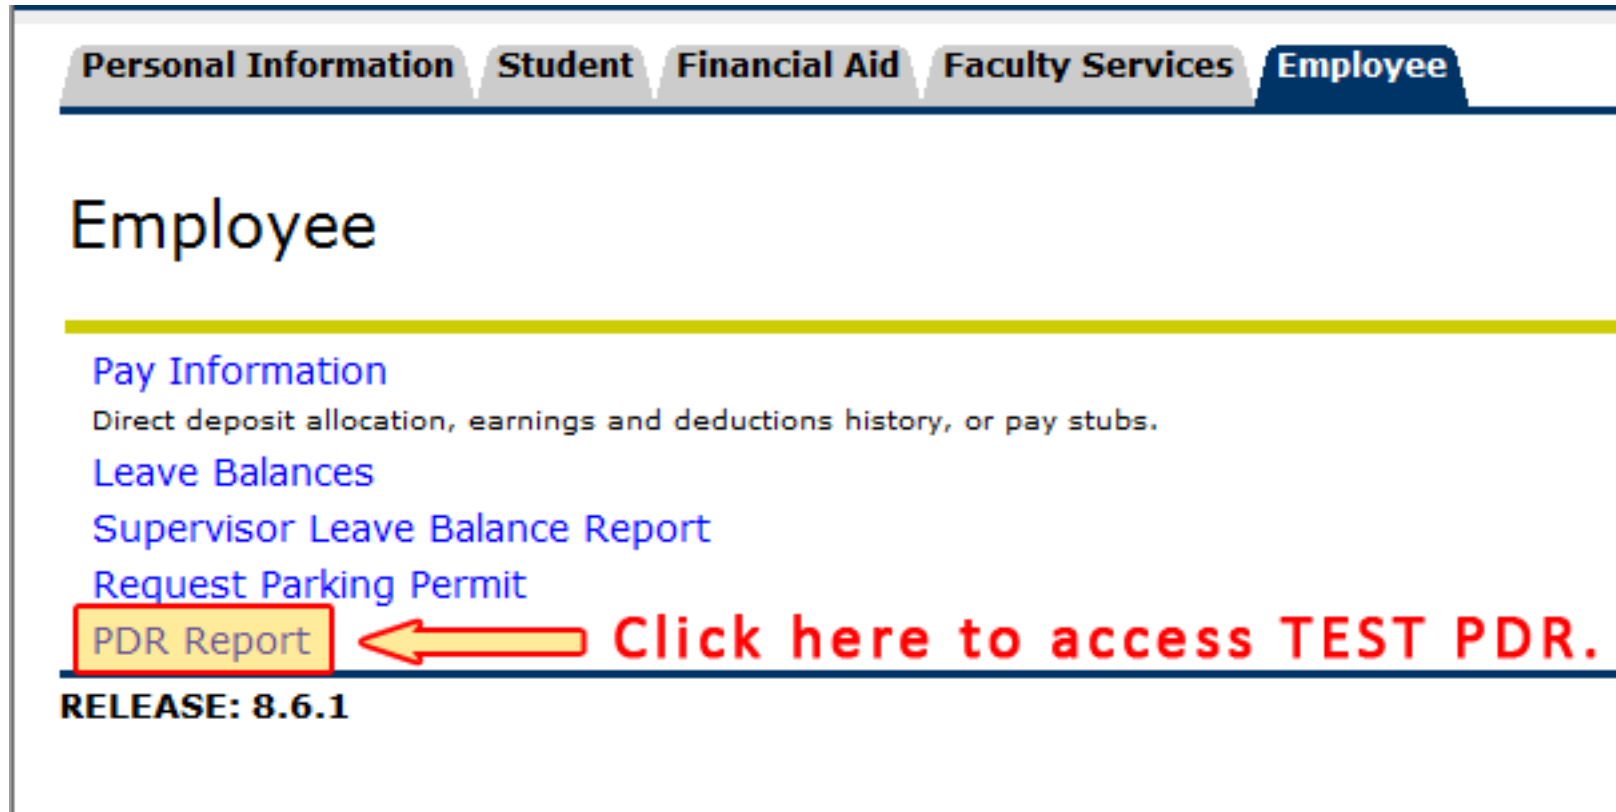 Personal Information Student Financial Aid Faculty Services Employee
Employee
Pay Information
Direct deposit allocation, earnings and deductions history, or pay stubs.
Leave Balances
Supervisor Leave Balance Report
Request Parking Permit
PDR Report Click here to access TEST PDR.
RELEASE: 8.6.1